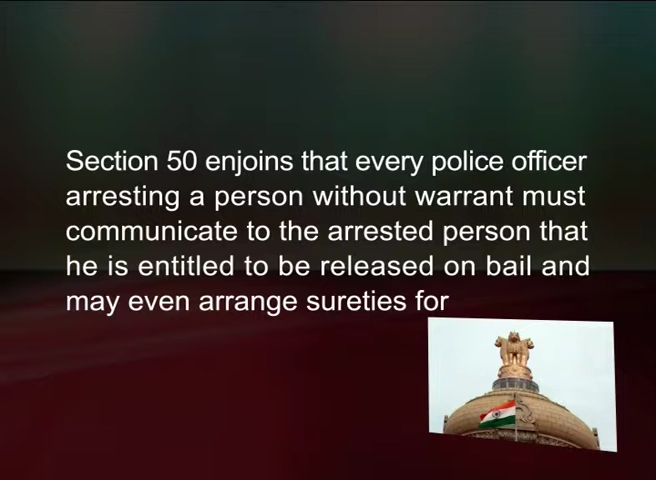 Section 50 enjoins that every police officer
arresting a person without warrant must
communicate to the arrested person that
he is entitled to be released on bail and
may even arrange sureties for